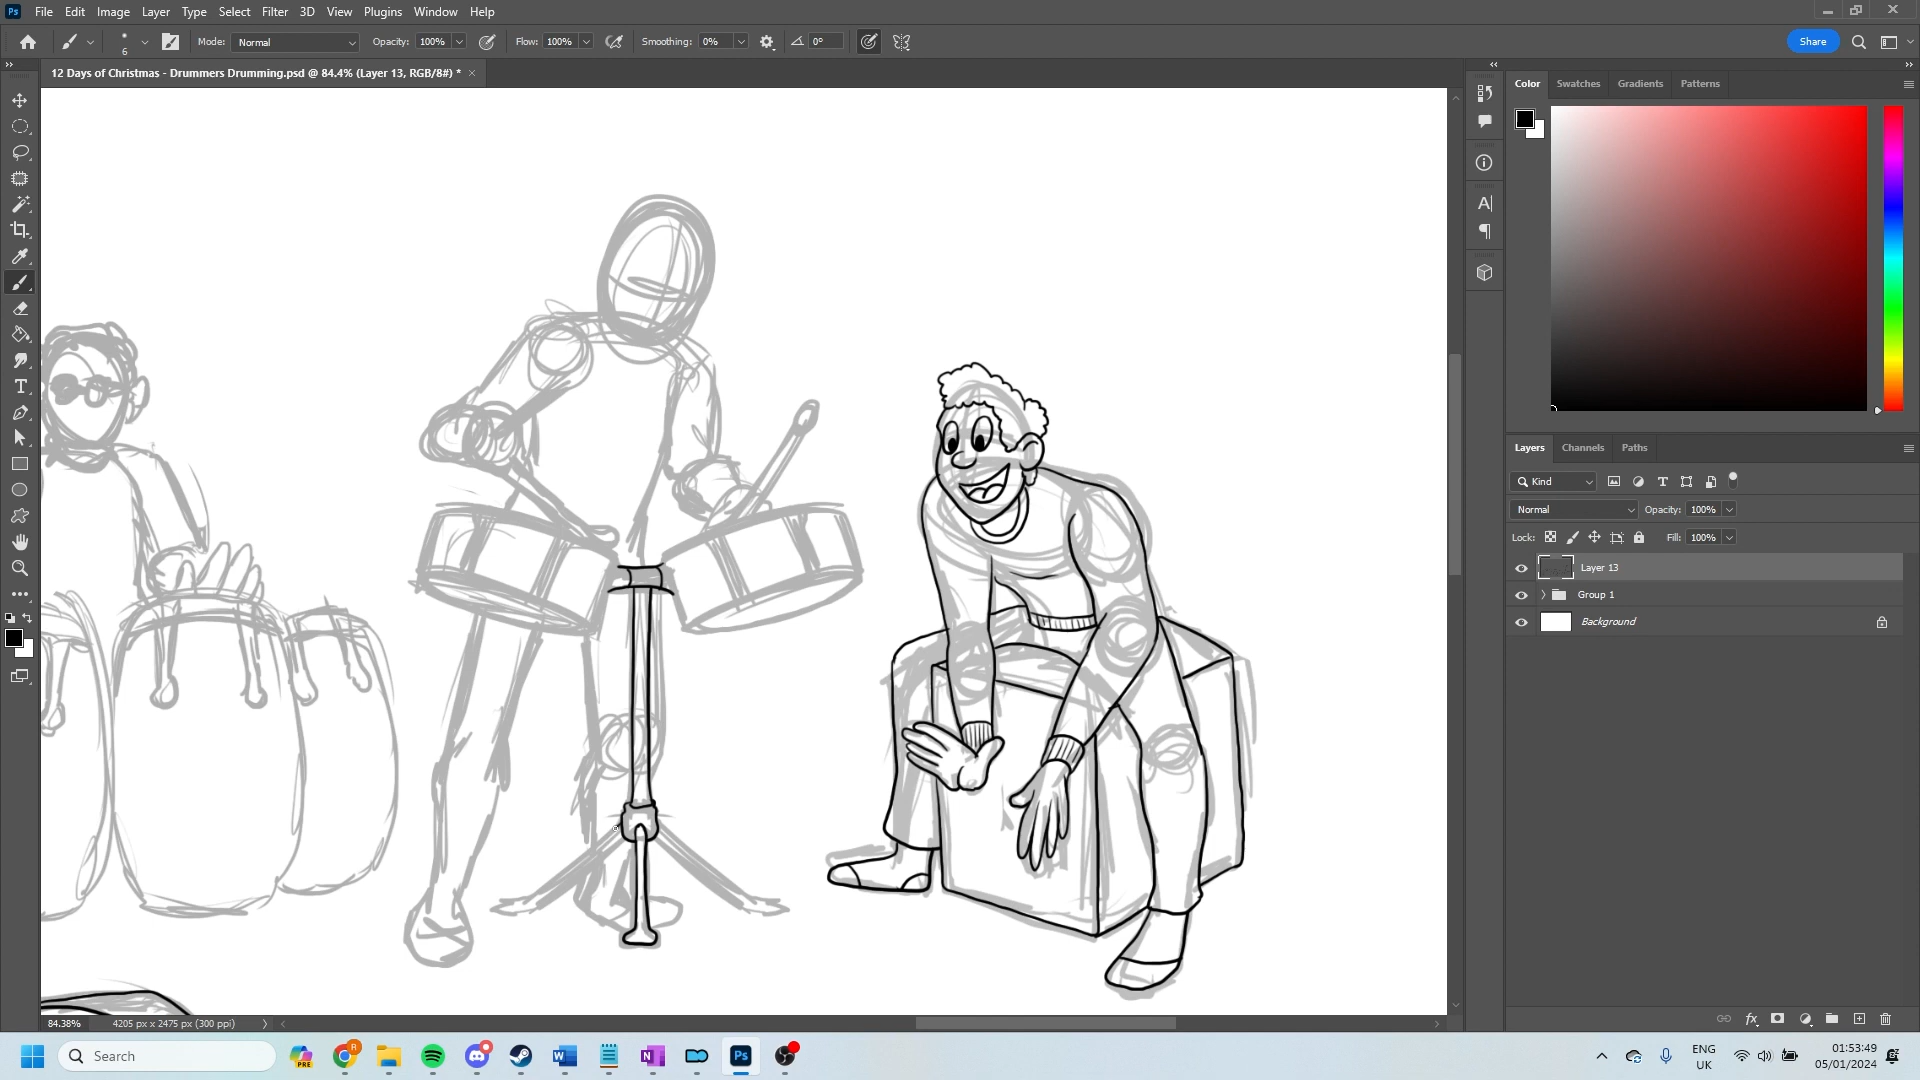 Ps File Edit Image Layer Type Select Filter 3D View Plugins Window Help
6 Mode: Normal Opacity: 100% Flow: 100% Smoothing: 0% 0° Share
12 Days of Christmas - Drummers Drumming.psd @ 84.4% (Layer 13, RGB/8#) *
Color Swatches Gradients Patterns
Layers Channels Paths
Kind
Normal Opacity: 100%
Lock: Fill: 100%
Layer 13
Group 1
Background
84.38% 4205 px x 2475 px (300 ppi)
Search
PRE
R
Ps
ENG
UK
01:53:49
05/01/2024